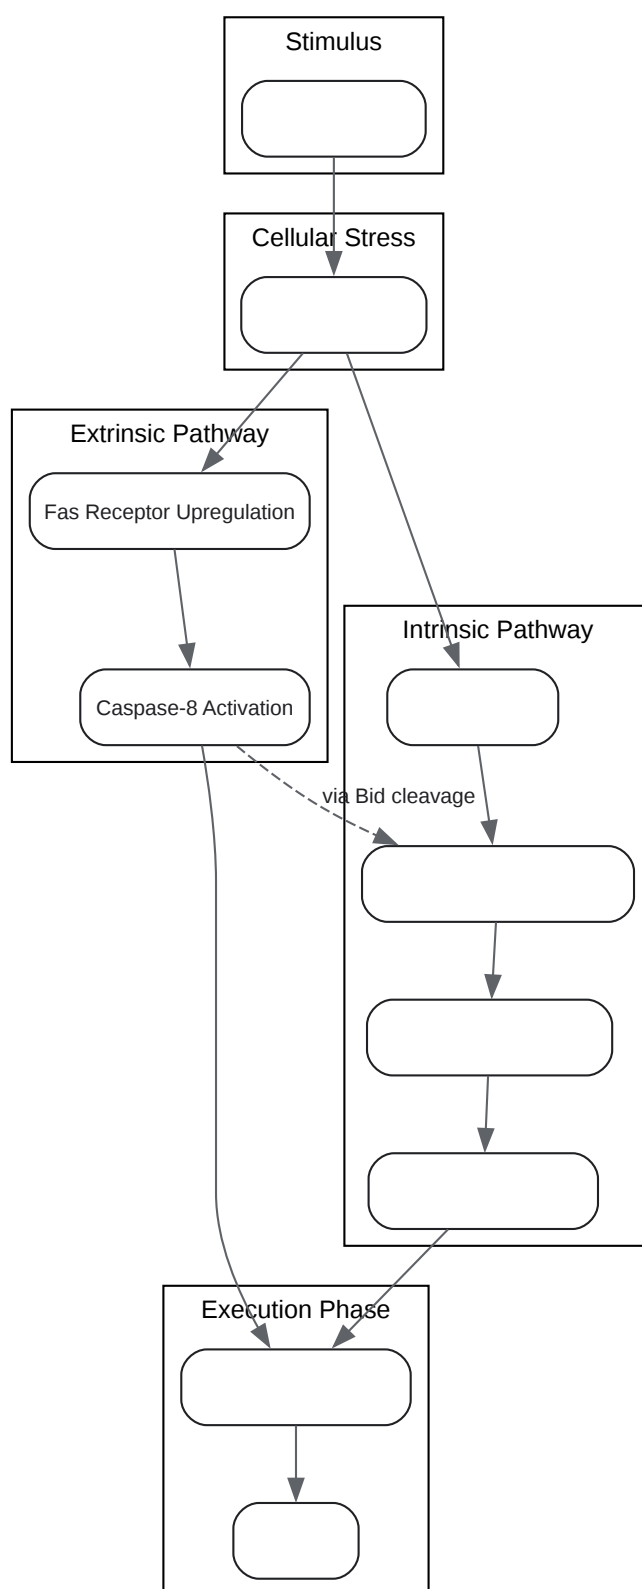 Stimulus
Cellular Stress
Extrinsic Pathway
Fas Receptor Upregulation
Caspase-8 Activation
Intrinsic Pathway
via Bid cleavage
Execution Phase